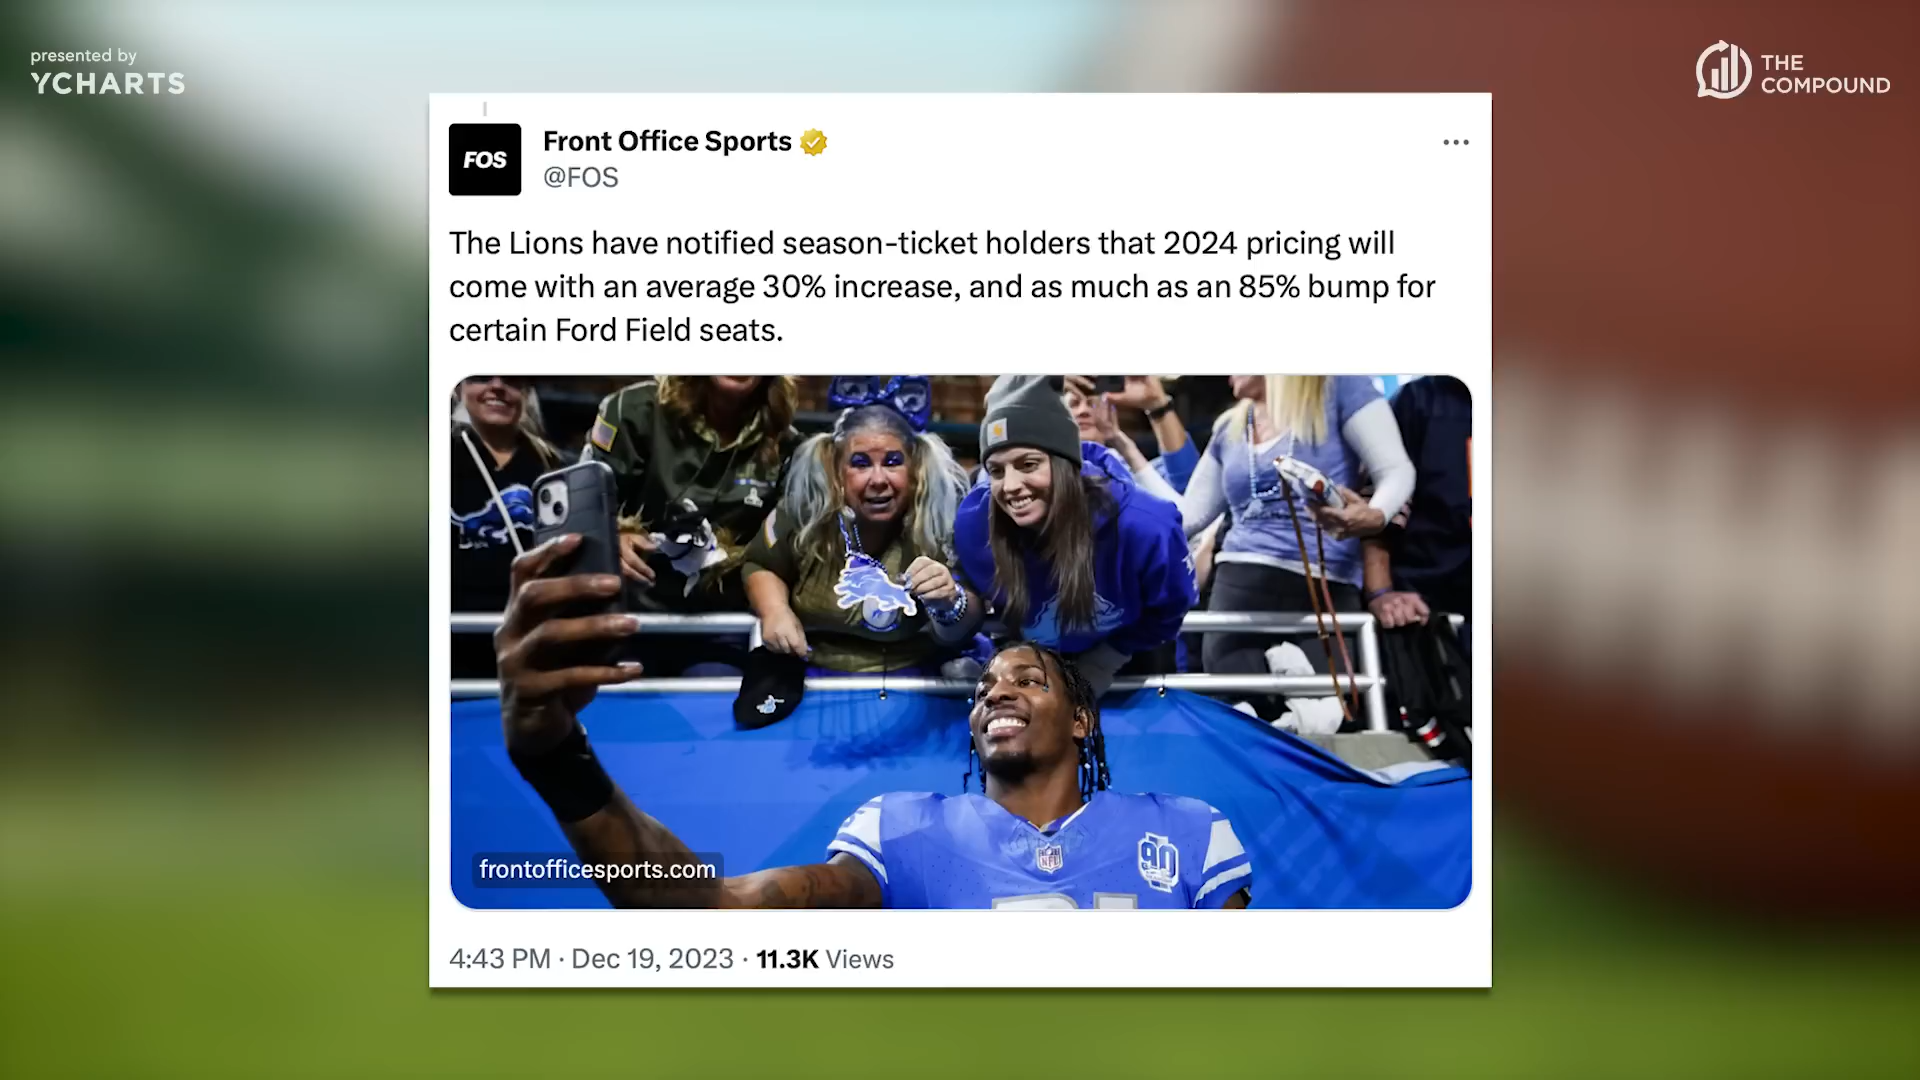 presented by
YCHARTS
THE
COMPOUND
FOS
Front Office Sports
@FOS
The Lions have notified season-ticket holders that 2024 pricing will
come with an average 30% increase, and as much as an 85% bump for
certain Ford Field seats.
NFL
90
frontofficesports.com
4:43 PM · Dec 19, 2023 · 11.3K Views